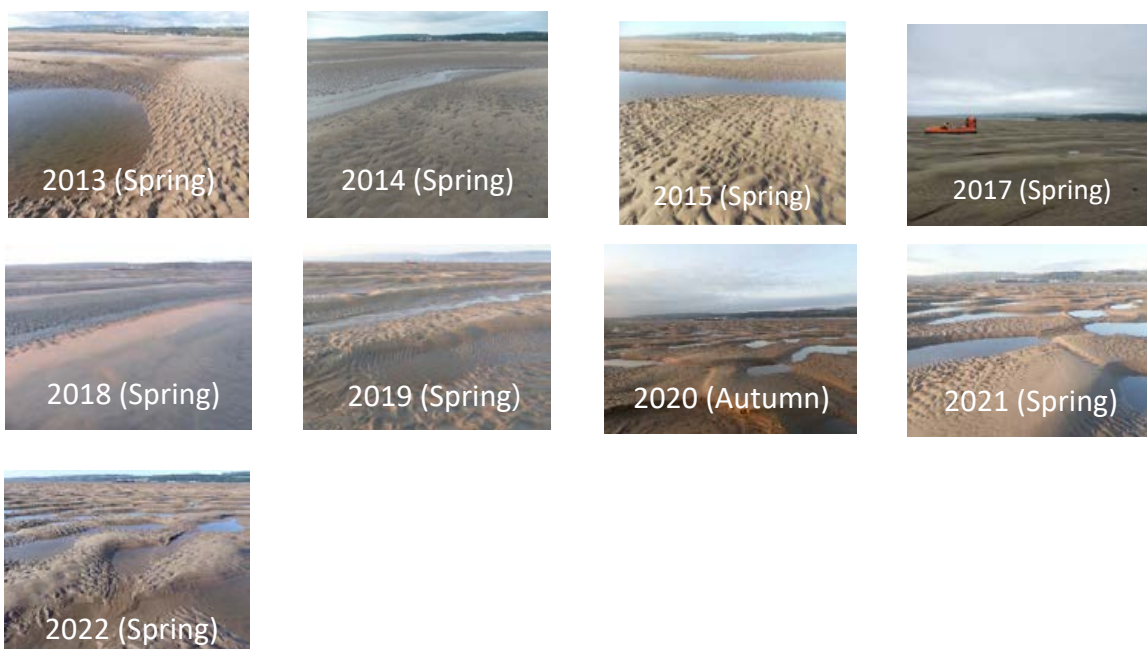 2013 (Spring)
2014 (Spring)
2015 (Spring)
2017 (Spring)
2018 (Spring)
2019 (Spring)
2020 (Autumn)
2021 (Spring)
2022 (Spring)